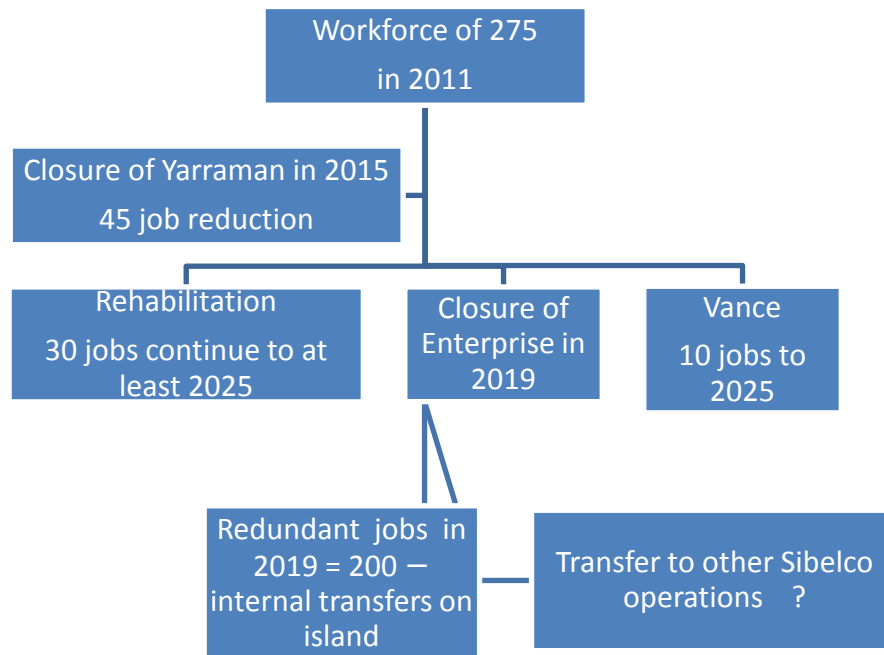 Workforce of 275
in 2011
Closure of Yarraman in 2015
45 job reduction
Rehabilitation
30 jobs continue to at
least 2025
Closure of
Enterprise in
2019
Vance
10 jobs to
2025
Redundant jobs in
2019 = 200 –
internal transfers on
island
Transfer to other Sibelco
operations ?